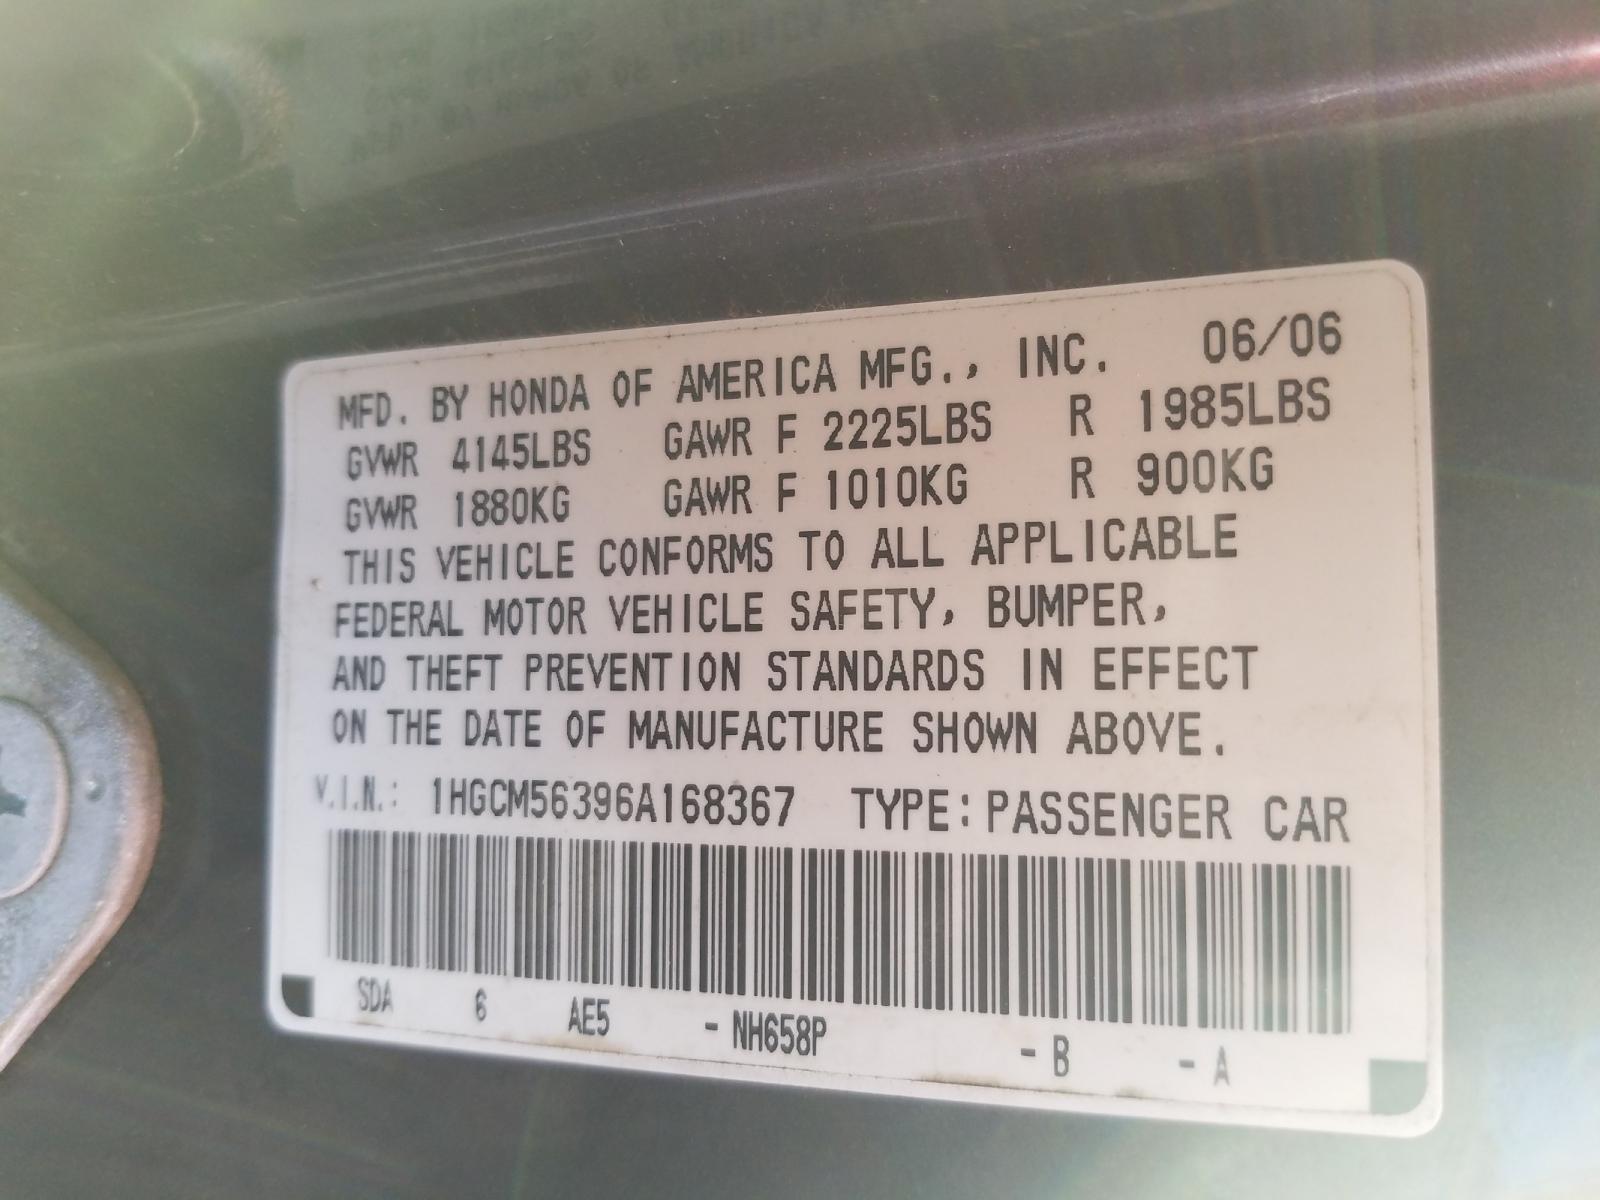 MFD. BY HONDA OF AMERICA MFG., INC. 06/06
GVWR 4145LBS GAWR F 2225LBS R 1985LBS
GVWR 1880KG GAWR F 1010KG R 900KG
THIS VEHICLE CONFORMS TO ALL APPLICABLE
FEDERAL MOTOR VEHICLE SAFETY, BUMPER,
AND THEFT PREVENTION STANDARDS IN EFFECT
ON THE DATE OF MANUFACTURE SHOWN ABOVE.
V.I.N.: 1HGCM56396A168367 TYPE: PASSENGER CAR
SDA 6 AE5 - NH658P - B - A